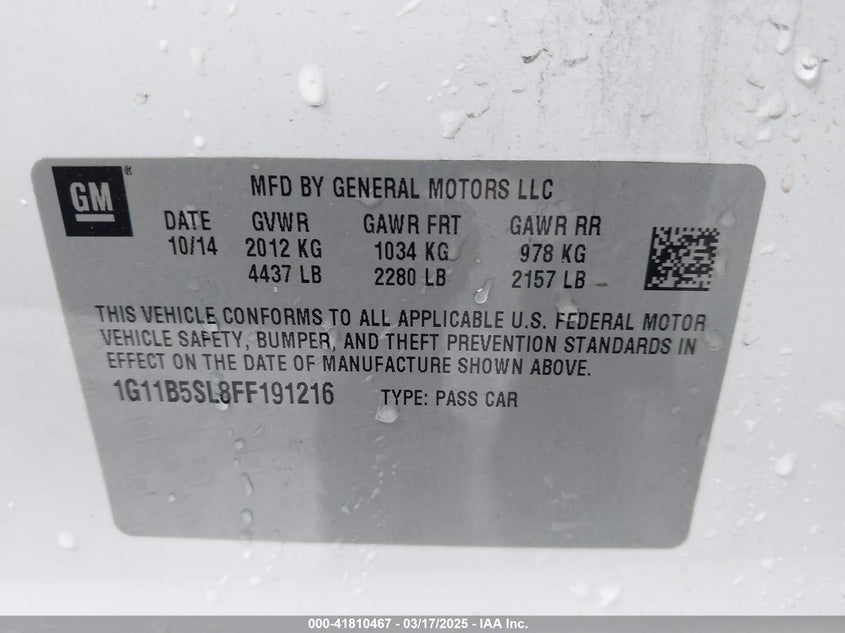 GM®
MFD BY GENERAL MOTORS LLC
DATE GVWR GAWR FRT GAWR RR
10/14 2012 KG 1034 KG 978 KG
4437 LB 2280 LB 2157 LB
THIS VEHICLE CONFORMS TO ALL APPLICABLE U.S. FEDERAL MOTOR
VEHICLE SAFETY, BUMPER, AND THEFT PREVENTION STANDARDS IN
EFFECT ON THE DATE OF MANUFACTURE SHOWN ABOVE.
1G11B5SL8FF191216 TYPE: PASS CAR
000-41810467 - 03/17/2025 - IAA Inc.